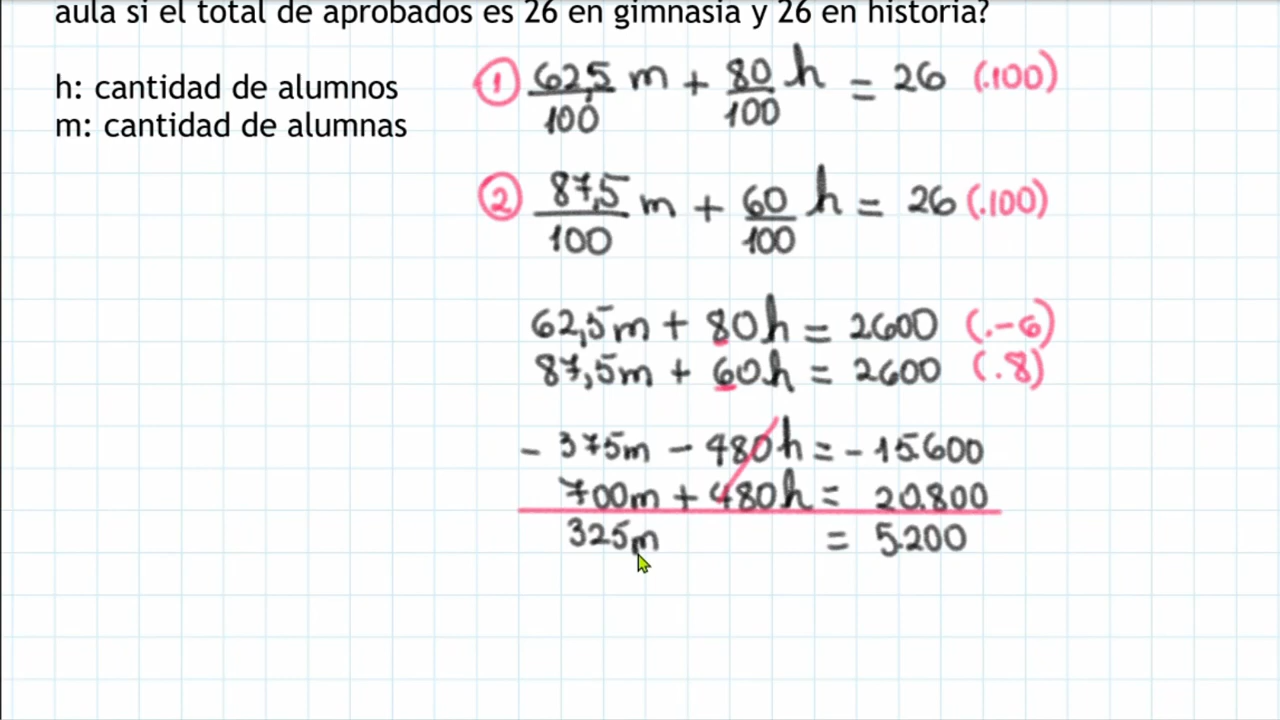 aula si el total de aprobados es 26 en gimnasia y 26 en historia?
h: cantidad de alumnos
m: cantidad de alumnas
① 62,5/100 m + 80/100 h = 26 (.100)
② 87,5/100 m + 60/100 h = 26 (.100)
62,5m + 80h = 2600 (.-6)
87,5m + 60h = 2600 (.8)
- 375m - 480h = - 15.600
700m + 480h = 20.800
325m = 5.200